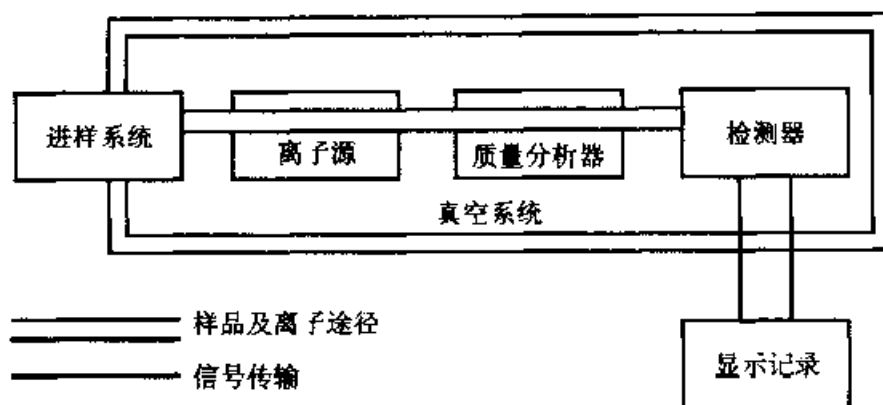 进样系统
离子源
质量分析器
检测器
真空系统
样品及离子途径
信号传输
显示记录